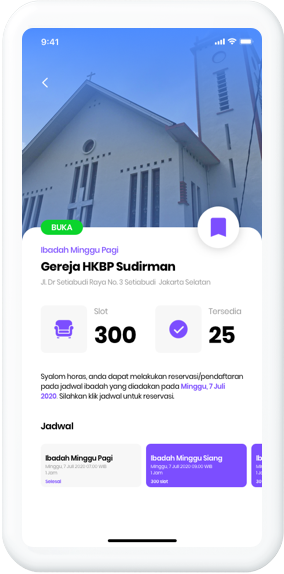 9:41
BUKA
Ibadah Minggu Pagi
Gereja HKBP Sudirman
Jl. Dr Setiabudi Raya No. 3 Setiabudi Jakarta Selatan
Slot
300
Tersedia
25
Syalom horas, anda dapat melakukan reservasi/pendaftaran
pada jadwal ibadah yang diadakan pada Minggu, 7 Juli
2020. Silahkan klik jadwal untuk reservasi.
Jadwal
Ibadah Minggu Pagi
Minggu, 7 Juli 2020 07.00 WIB
1 Jam
Selesai
Ibadah Minggu Siang
Minggu, 7 Juli 2020 09.00 WIB
1 Jam
300 slot